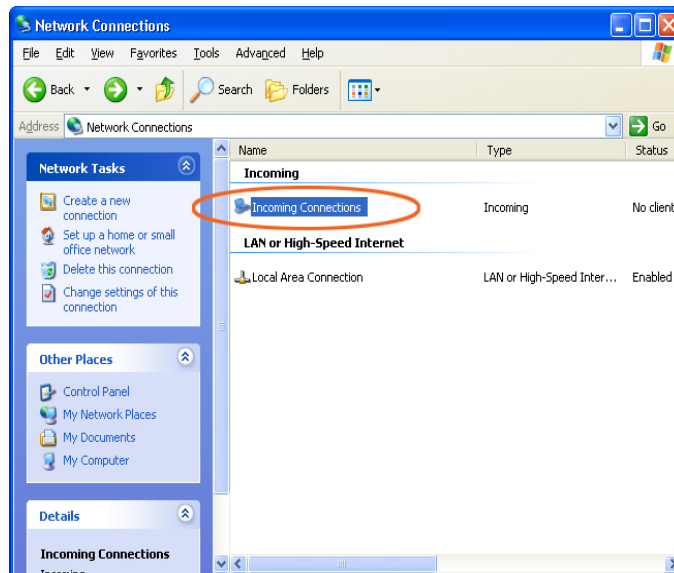 Network Connections
File Edit View Favorites Tools Advanced Help
Back Search Folders
Address Network Connections Go
Network Tasks
Create a new
connection
Set up a home or small
office network
Delete this connection
Change settings of this
connection
Other Places
Control Panel
My Network Places
My Documents
My Computer
Details
Incoming Connections
Name Type Status
Incoming
Incoming Connections Incoming No client
LAN or High-Speed Internet
Local Area Connection LAN or High-Speed Inter... Enabled